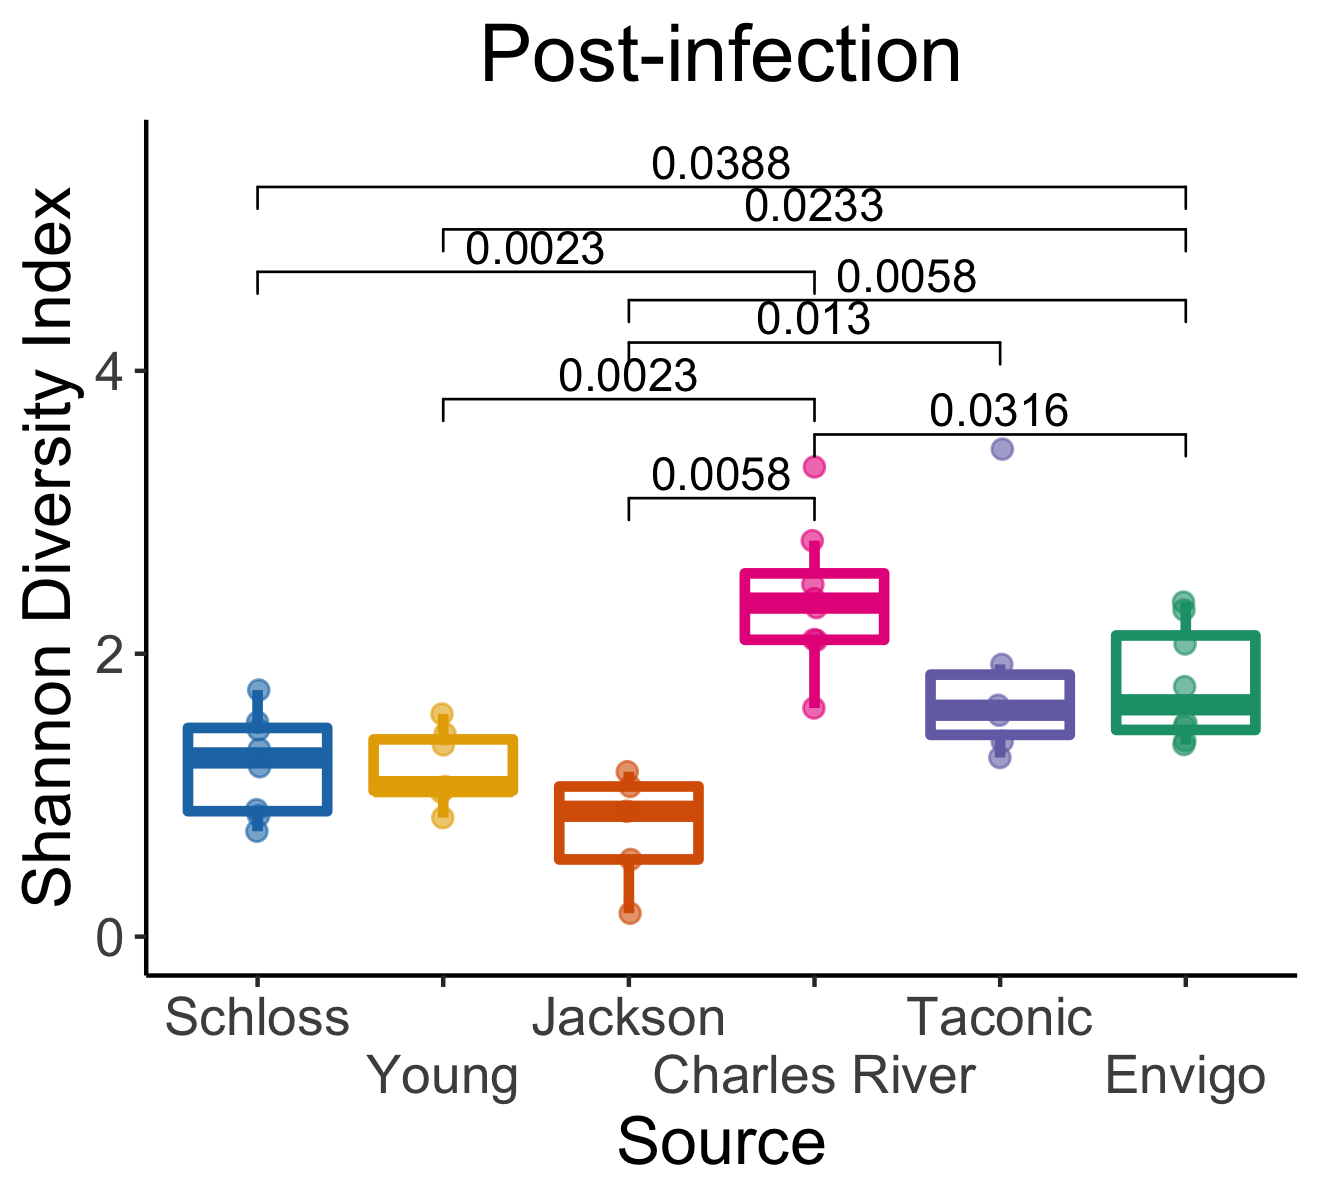 Post-infection
0.0388
0.0233
0.0023
0.0058
0.013
0.0023
0.0316
0.0058
Shannon Diversity Index
4
2
0
Schloss Jackson Taconic
Young Charles River Envigo
Source